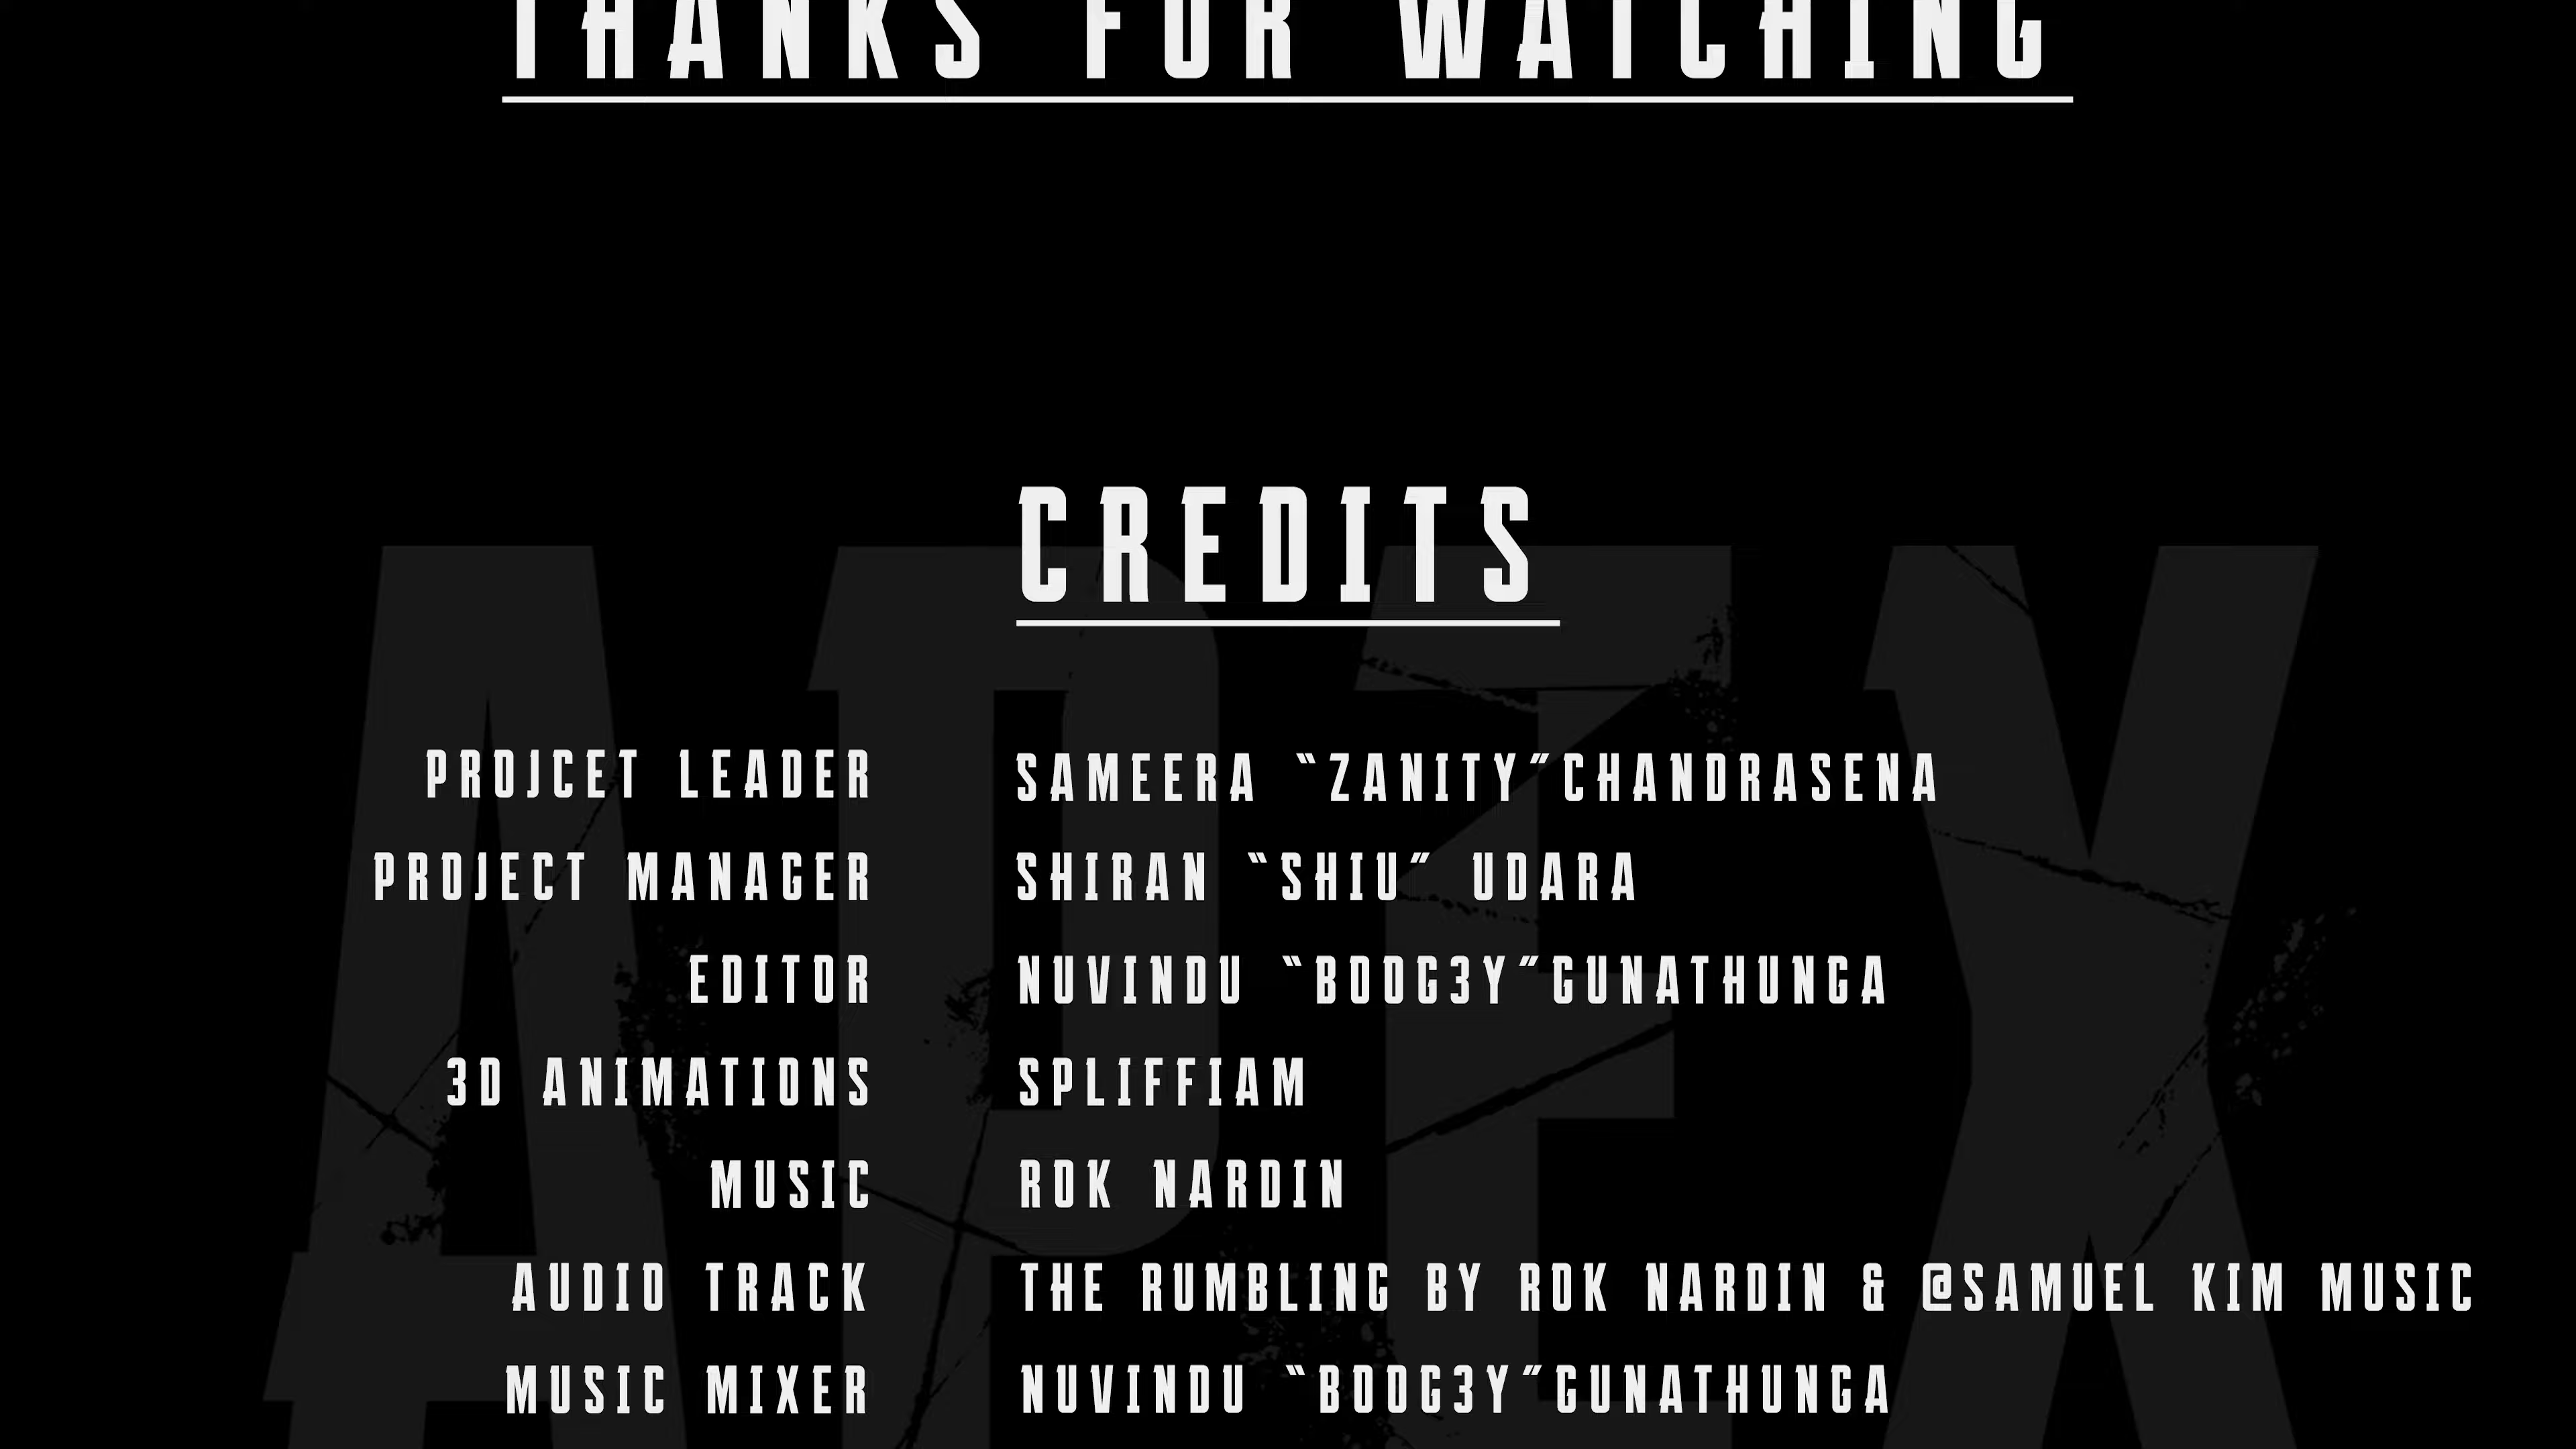 THANKS FOR WATCHING
CREDITS
PROJCET LEADER SAMEERA “ZANITY”CHANDRASENA
PROJECT MANAGER SHIRAN “SHIU” UDARA
EDITOR NUVINDU “BOOG3Y”GUNATHUNGA
3D ANIMATIONS SPLIFFIAM
MUSIC ROK NARDIN
AUDIO TRACK THE RUMBLING BY ROK NARDIN & @SAMUEL KIM MUSIC
MUSIC MIXER NUVINDU “BOOG3Y”GUNATHUNGA
APEX